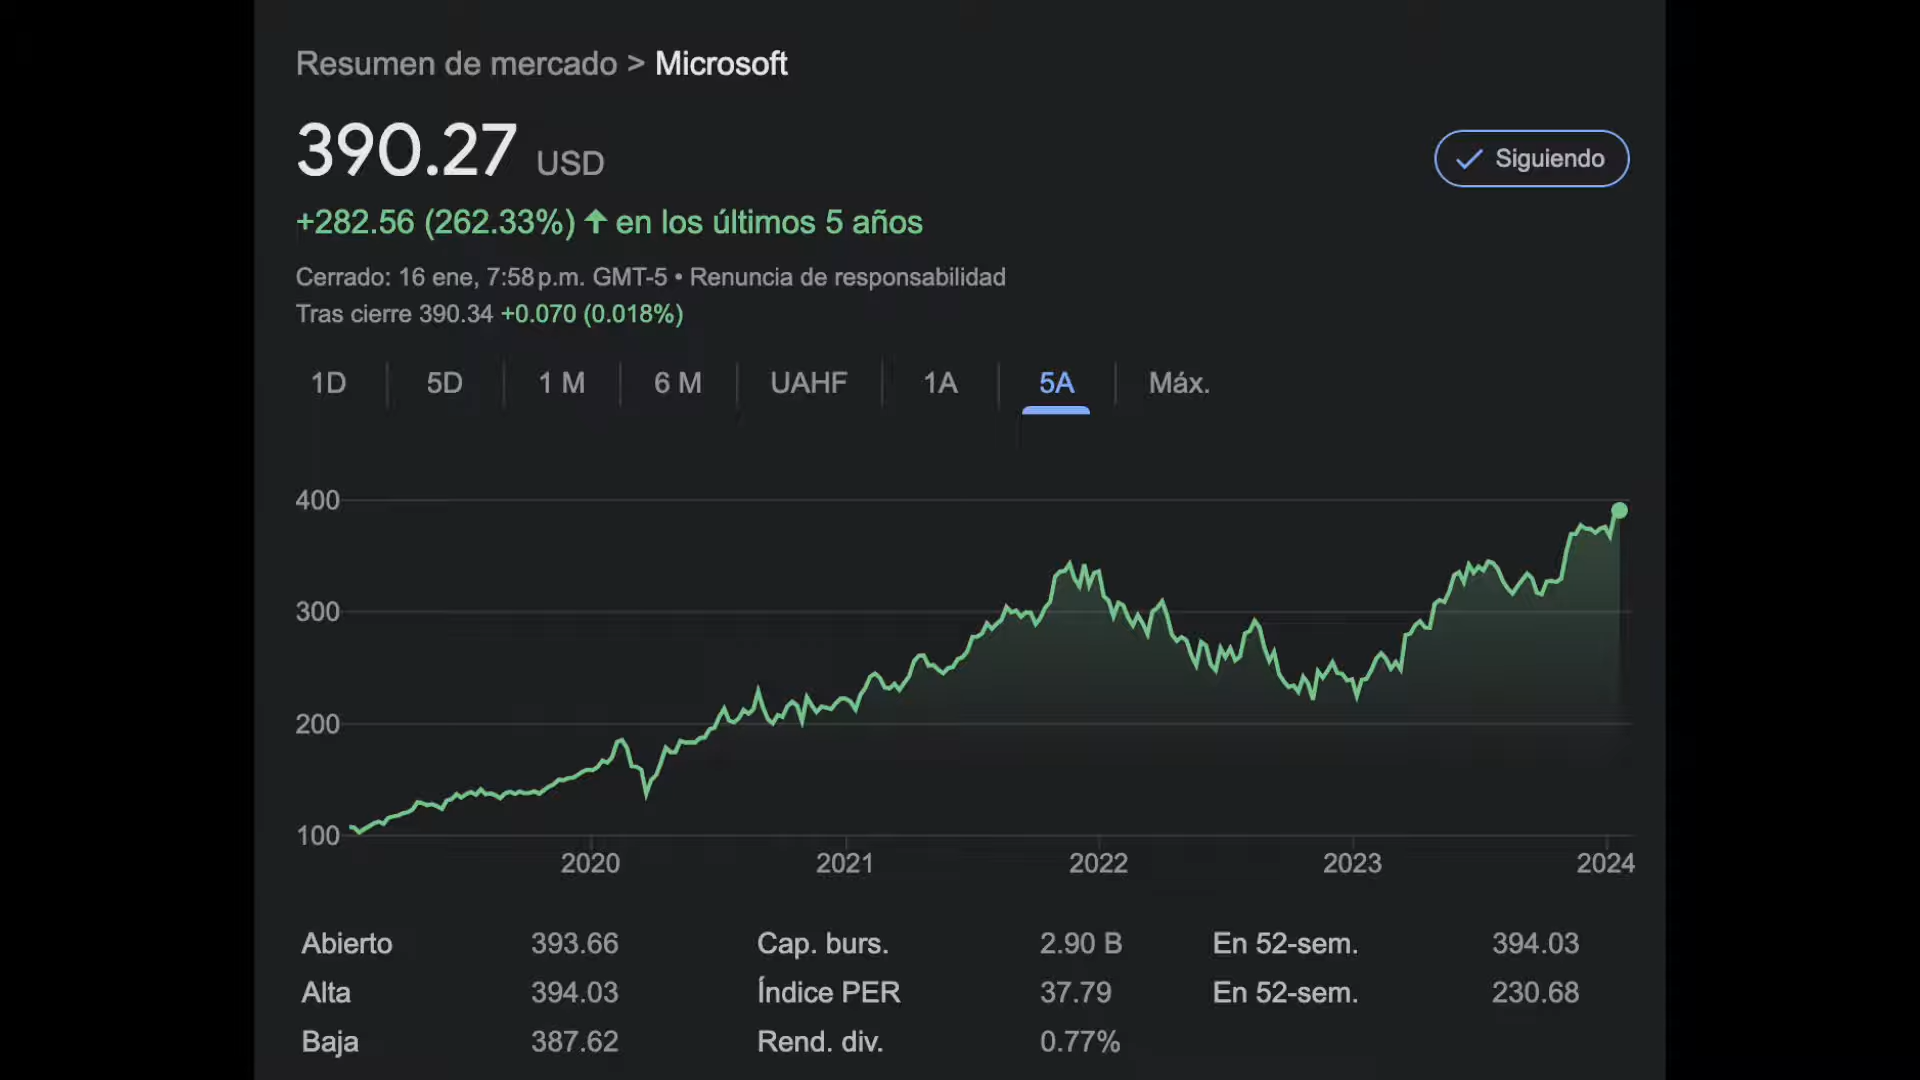 Resumen de mercado > Microsoft
390.27 USD
Siguiendo
+282.56 (262.33%) ↑ en los últimos 5 años
Cerrado: 16 ene, 7:58 p.m. GMT-5 • Renuncia de responsabilidad
Tras cierre 390.34 +0.070 (0.018%)
1D 5D 1 M 6 M UAHF 1A 5A Máx.
400
300
200
100
2020 2021 2022 2023 2024
Abierto 393.66 Cap. burs. 2.90 B En 52-sem. 394.03
Alta 394.03 Índice PER 37.79 En 52-sem. 230.68
Baja 387.62 Rend. div. 0.77%